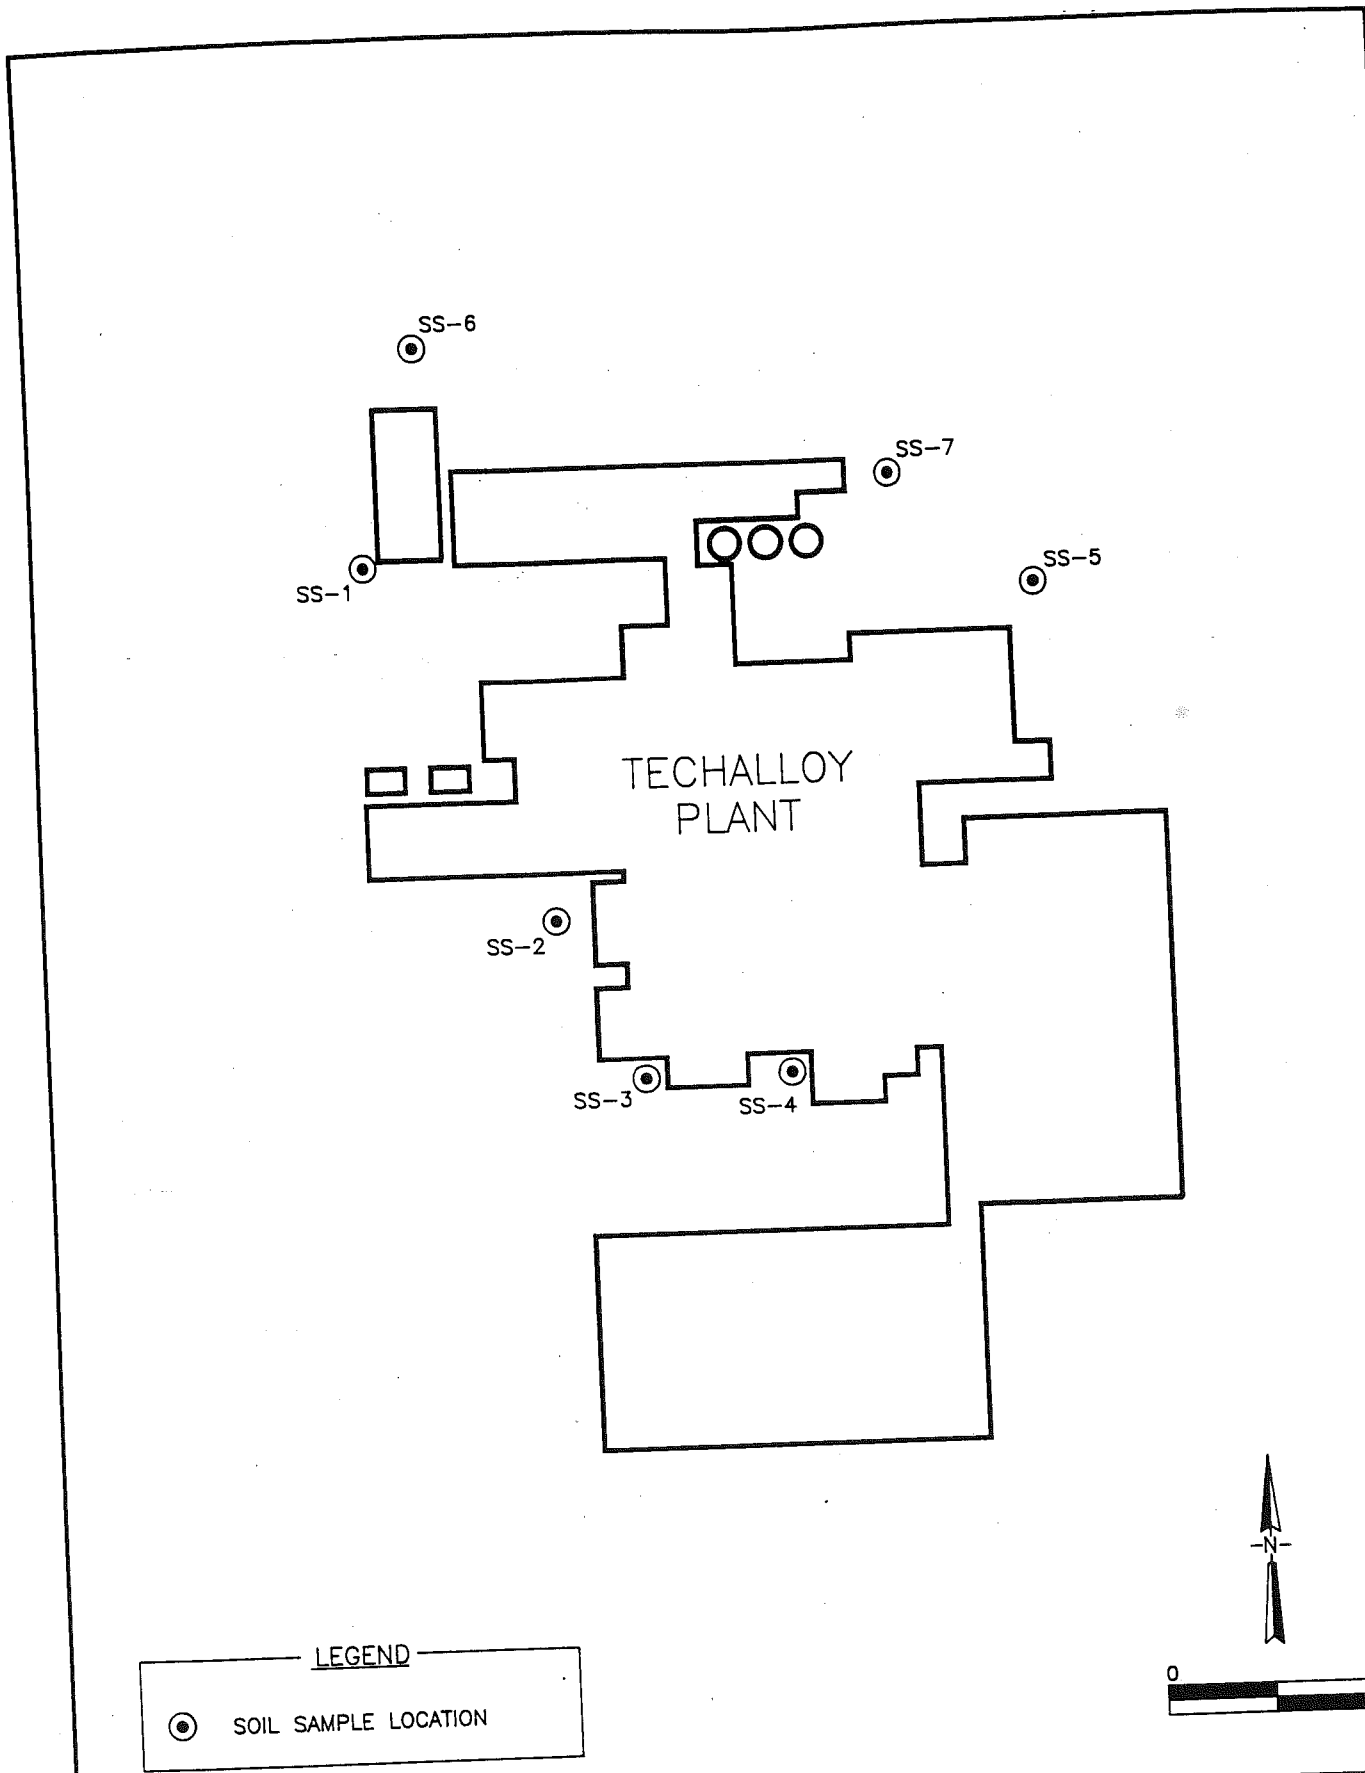 SS-6
SS-7
SS-5
SS-1
TECHALLOY
PLANT
SS-2
SS-3
SS-4
-N-
LEGEND
0
SOIL SAMPLE LOCATION